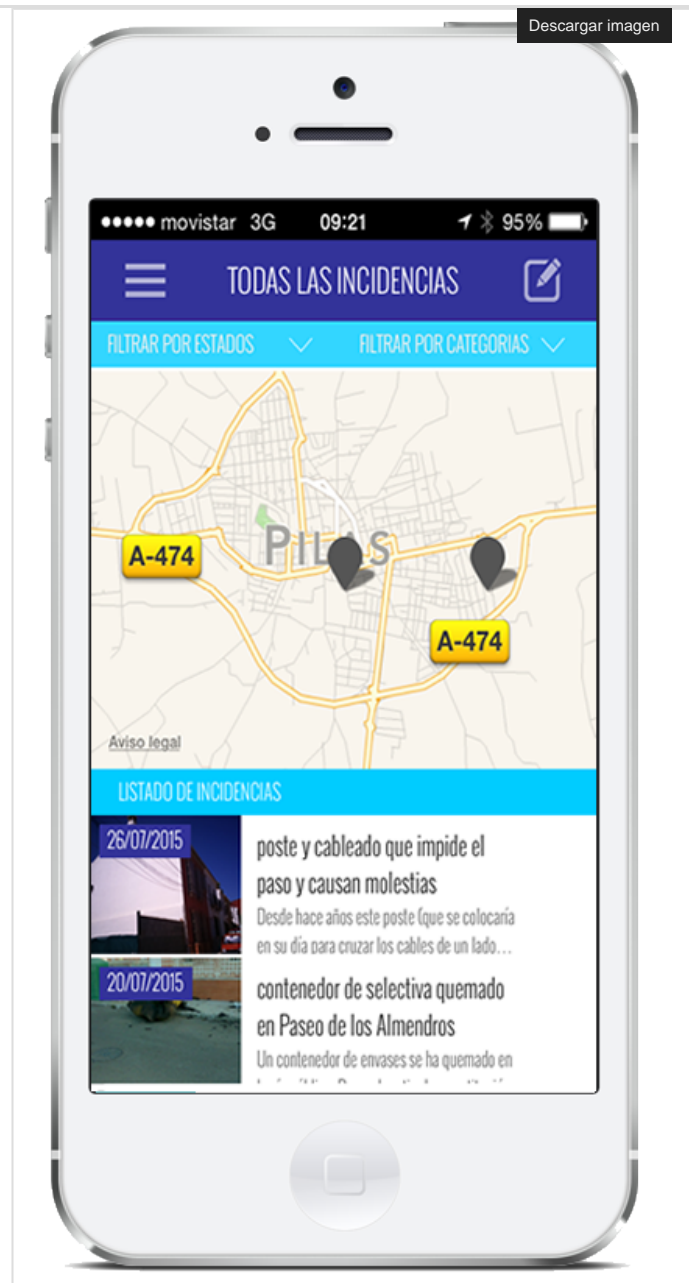 Descargar imagen
movistar 3G 09:21 95%
TODAS LAS INCIDENCIAS
FILTRAR POR ESTADOS FILTRAR POR CATEGORIAS
PILAS
A-474
A-474
Aviso legal
LISTADO DE INCIDENCIAS
26/07/2015
poste y cableado que impide el
paso y causan molestias
Desde hace años este poste (que se colocaría
en su día para cruzar los cables de un lado…
20/07/2015
contenedor de selectiva quemado
en Paseo de los Almendros
Un contenedor de envases se ha quemado en